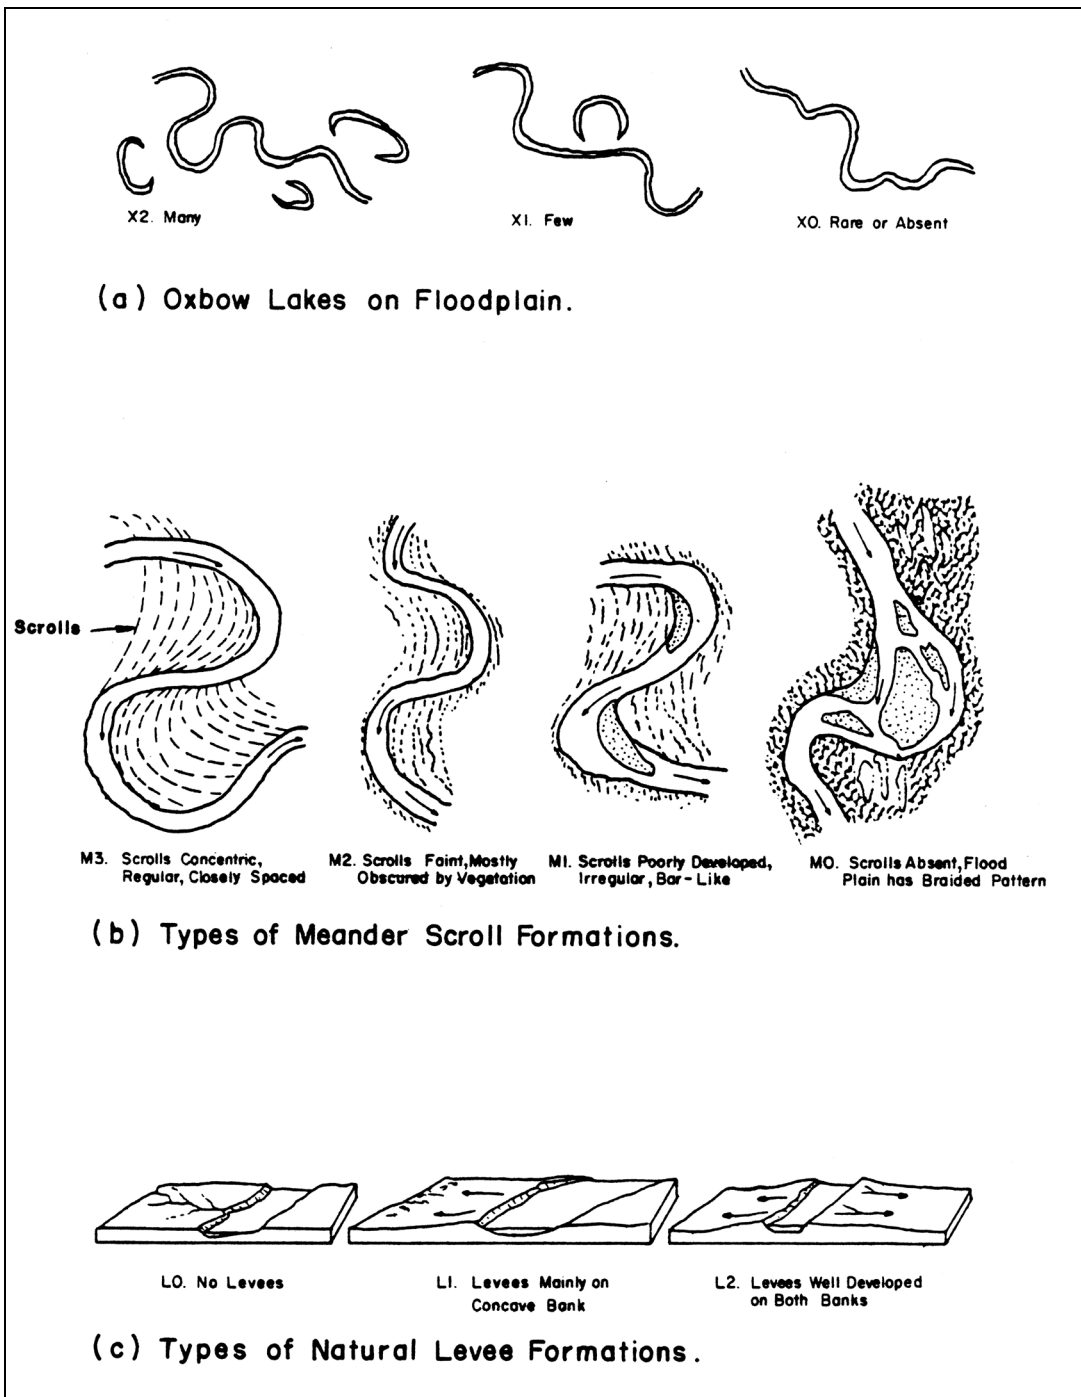 X2. Many
X1. Few
X0. Rare or Absent
(a) Oxbow Lakes on Floodplain.
Scrolls
M3. Scrolls Concentric,
Regular, Closely Spaced
M2. Scrolls Faint, Mostly
Obscured by Vegetation
M1. Scrolls Poorly Developed,
Irregular, Bar-Like
M0. Scrolls Absent, Flood
Plain has Braided Pattern
(b) Types of Meander Scroll Formations.
L0. No Levees
L1. Levees Mainly on
Concave Bank
L2. Levees Well Developed
on Both Banks
(c) Types of Natural Levee Formations.